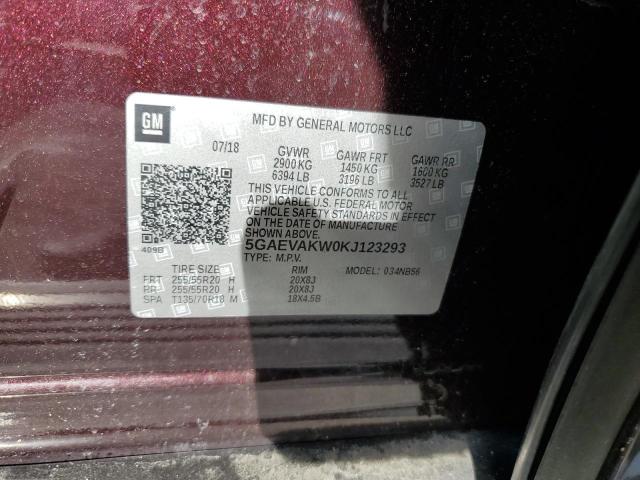 GM
MFD BY GENERAL MOTORS LLC
07/18 GVWR GAWR FRT GAWR RR
2900 KG 1450 KG 1600 KG
6394 LB 3196 LB 3527 LB
THIS VEHICLE CONFORMS TO ALL
APPLICABLE U.S. FEDERAL MOTOR
VEHICLE SAFETY STANDARDS IN EFFECT
ON THE DATE OF MANUFACTURE
SHOWN ABOVE.
409B 5GAEVAKW0KJ123293
TYPE: M.P.V.
TIRE SIZE RIM MODEL: 034NB56
FRT 255/55R20 H 20X8J
RR 255/55R20 H 20X8J
SPA T135/70R18 M 18X4.5B